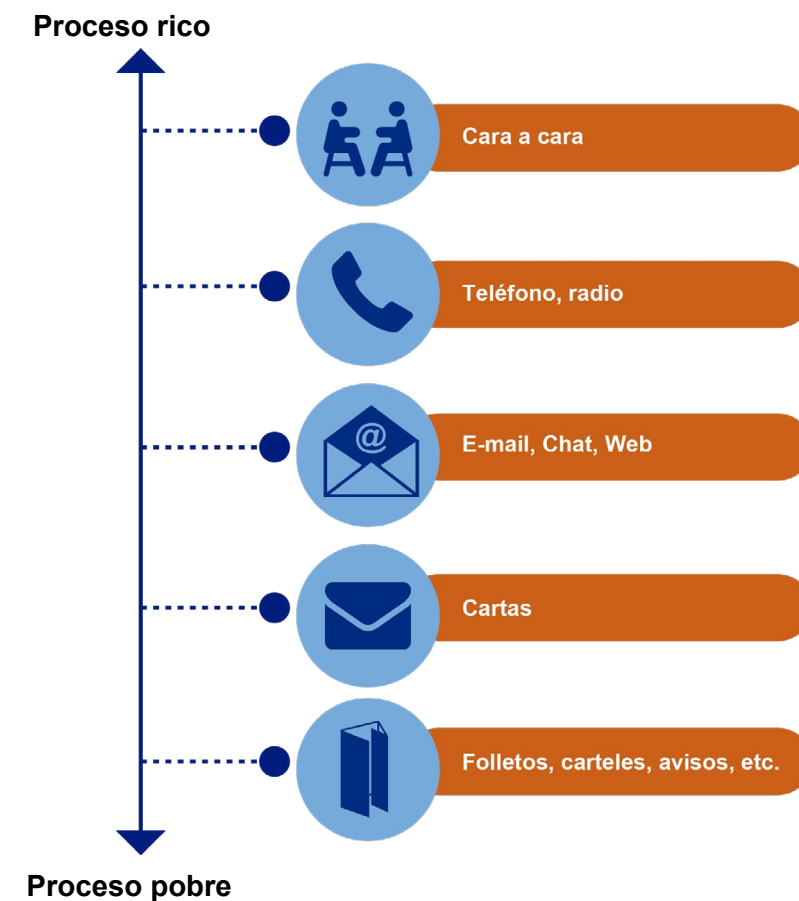 Proceso rico
Cara a cara
Teléfono, radio
@
E-mail, Chat, Web
Cartas
Folletos, carteles, avisos, etc.
Proceso pobre